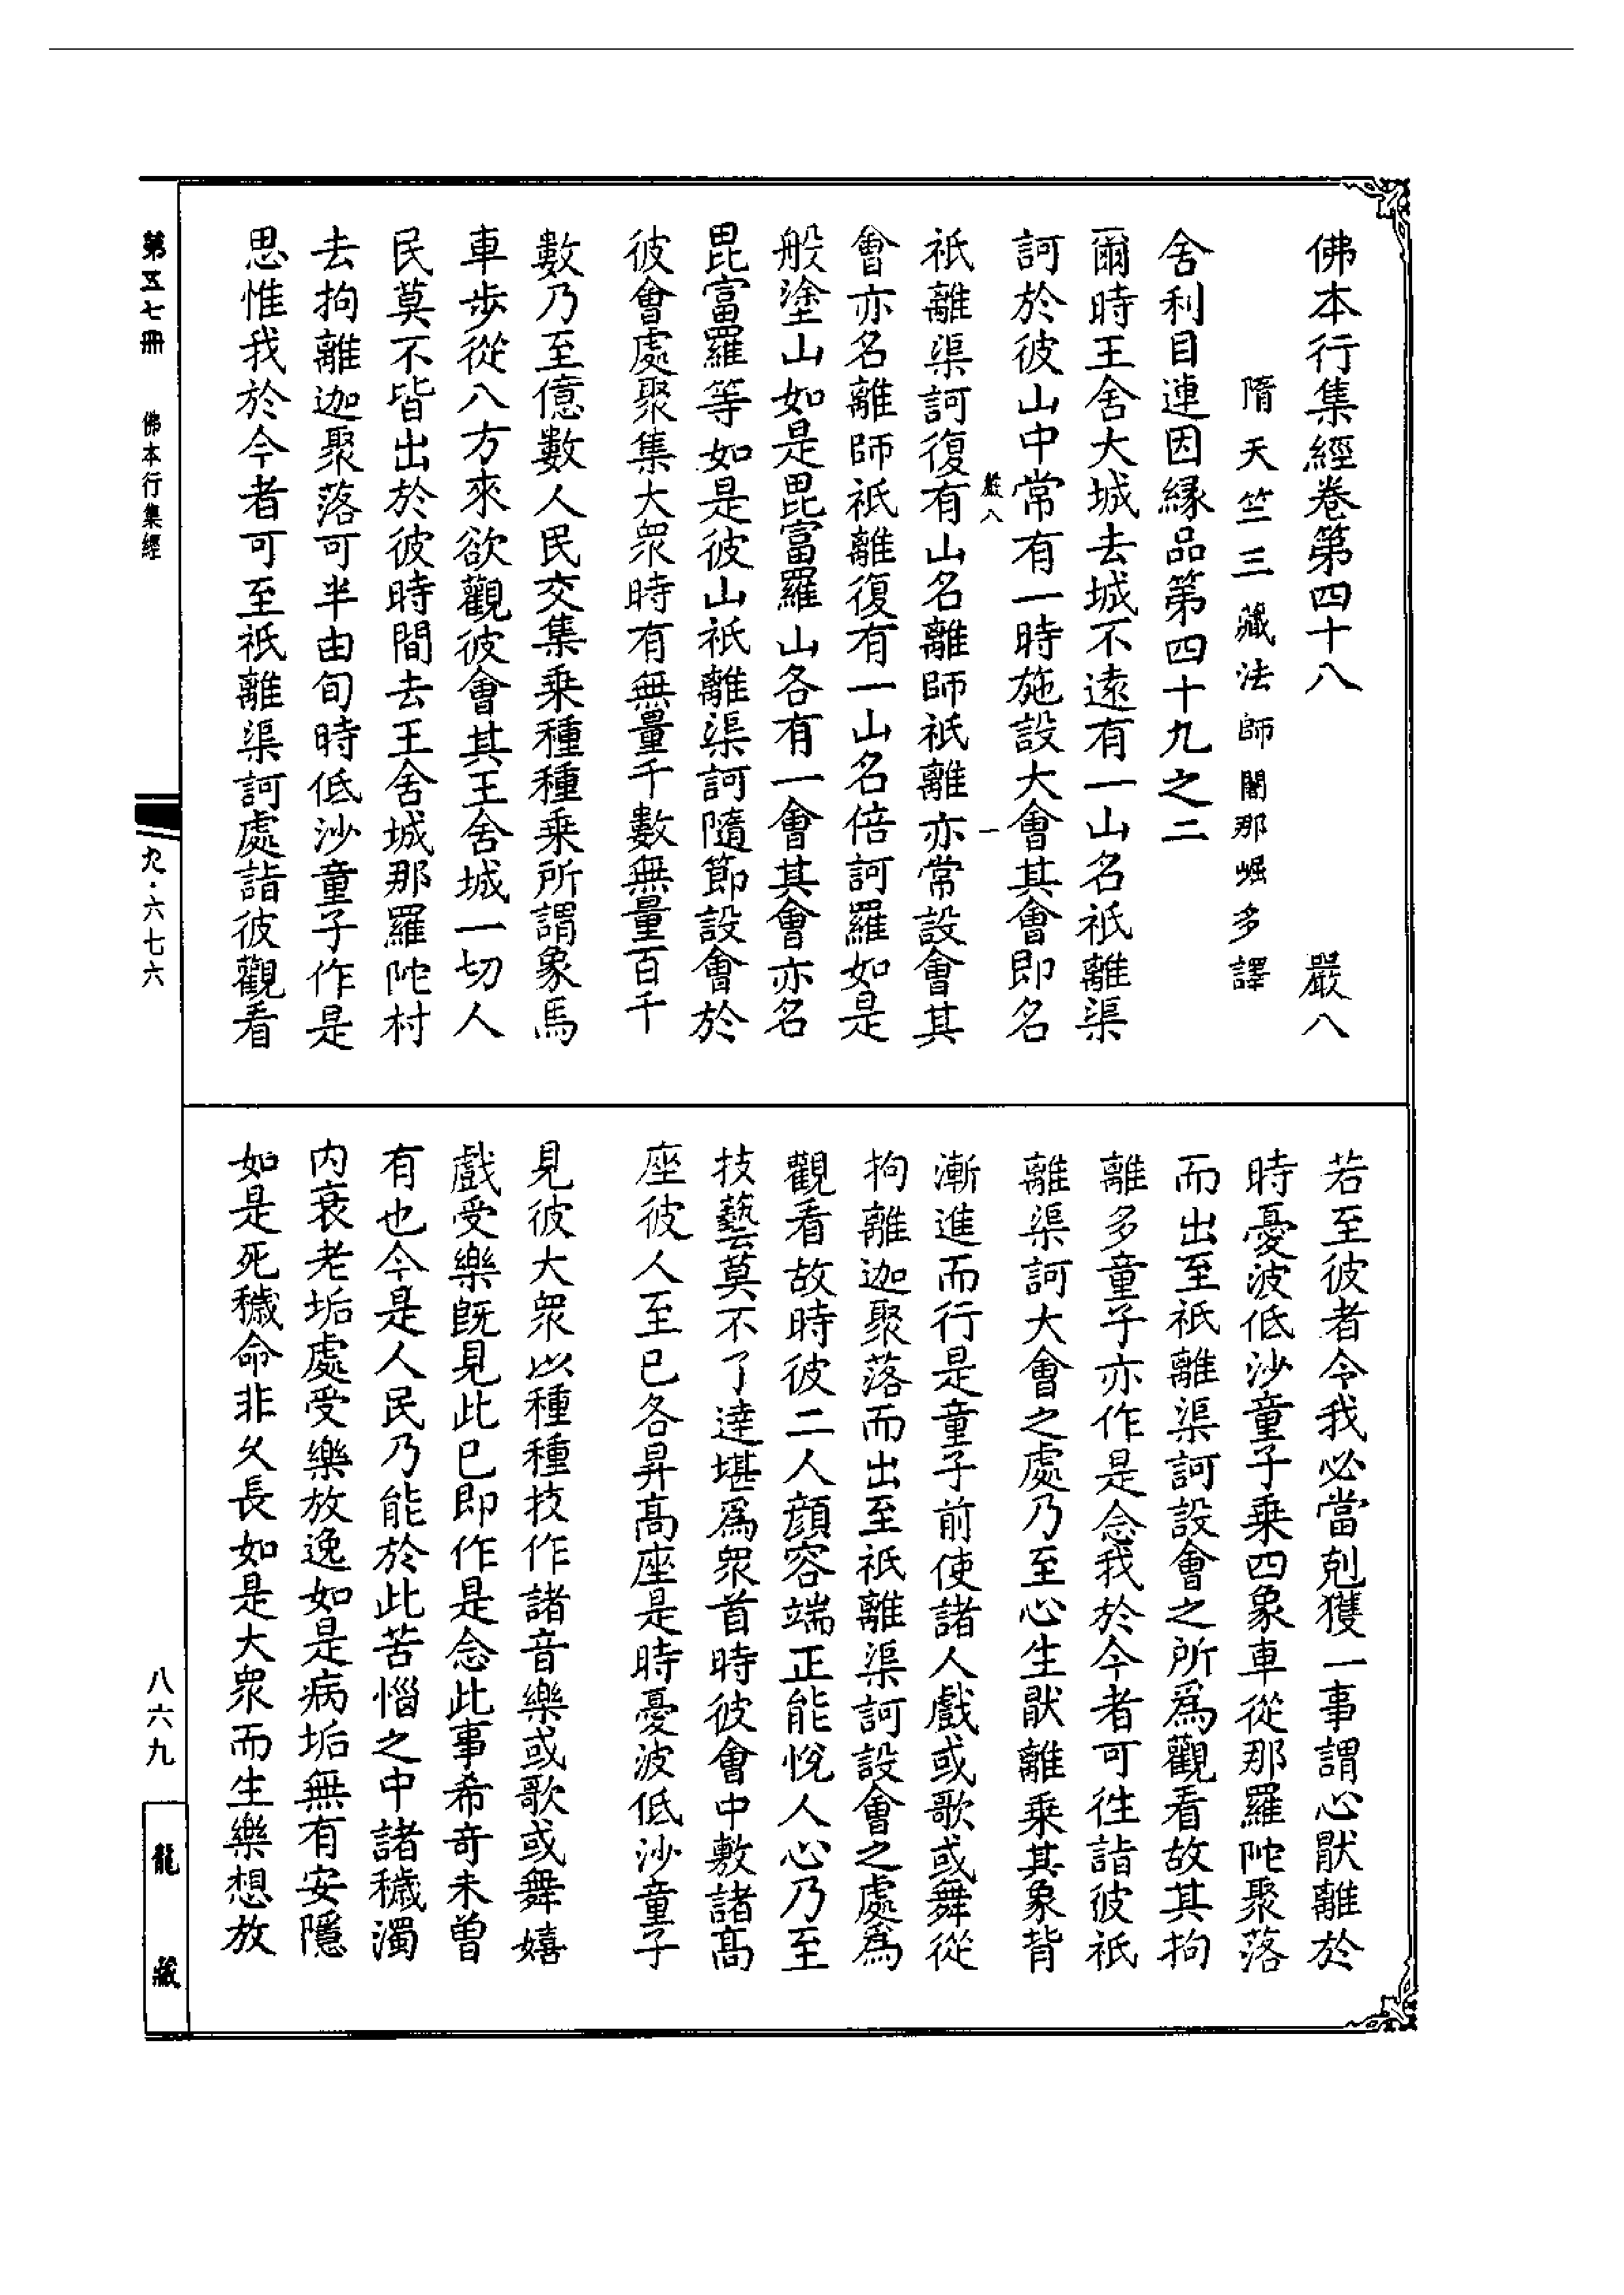 佛本行集經卷第四十八　嚴八
隋天竺三藏法師闍那崛多譯
舍利目連因緣品第四十九之二
爾時王舍大城去城不遠有一山名祇離渠
訶於彼山中常有一時施設大會其會即名
嚴八　一
祇離渠訶復有山名離師祇離亦常設會其
會亦名離師祇離復有一山名倍訶羅如是
般塗山如是毘富羅山各有一會其會亦名
毘富羅等如是彼山祇離渠訶隨節設會於
彼會處聚集大眾時有無量千數無量百千
數乃至億數人民交集乗種種乗所謂象馬
車步從八方來欲觀彼會其王舍城一切人
民莫不皆出於彼時間去王舍城那羅陀村
去拘離迦聚落可半由旬時低沙童子作是
思惟我於今者可至祇離渠訶處詣彼觀看
若至彼者令我必當剋獲一事謂心猒離於
時憂波低沙童子乗四象車從那羅陀聚落
而出至祇離渠訶設會之所爲觀看故其拘
離多童子亦作是念我於今者可徃詣彼祇
離渠訶大會之處乃至心生猒離乗其象背
漸進而行是童子前使諸人戲或歌或舞從
拘離迦聚落而出至祇離渠訶設會之處爲
觀看故時彼二人顏容端正能悅人心乃至
技藝莫不了達堪爲眾首時彼會中敷諸髙
座彼人至已各昇髙座是時憂波低沙童子
見彼大眾以種種技作諸音樂或歌或舞嬉
戲受樂旣見此已即作是念此事希奇未曾
有也今是人民乃能於此苦惱之中諸穢濁
内衰老垢處受樂放逸如是病垢無有安隱
如是死穢命非久長如是大眾而生樂想放
第五七冊　佛本行集經
九·六七六
八六九
龍藏